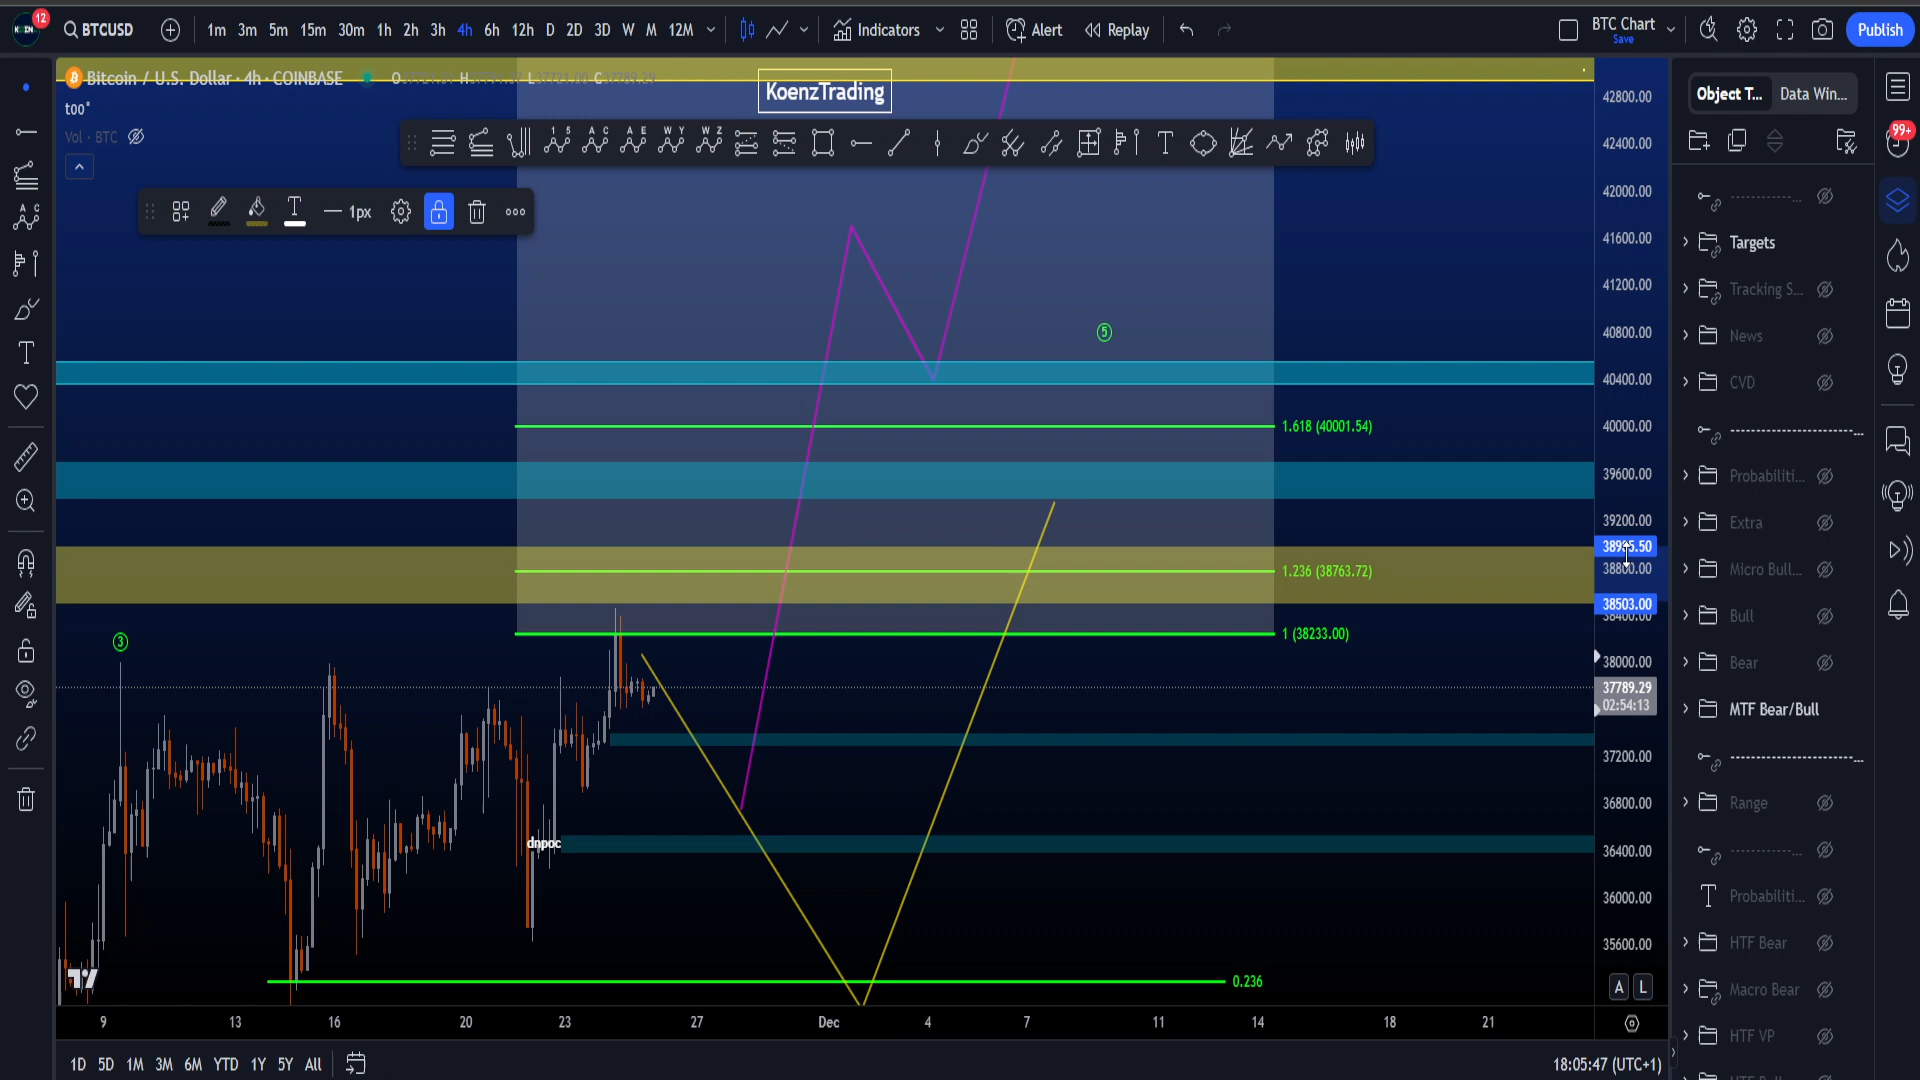 12
BTCUSD
1m 3m 5m 15m 30m 1h 2h 3h 4h 6h 12h D 2D 3D W M 12M
Indicators
Alert
Replay
BTC Chart
Save
Publish
Bitcoin / U.S. Dollar · 4h · COINBASE
too*
Vol · BTC
KoenzTrading
1px
Object T...
Data Win...
99+
Targets
Tracking S...
News
CVD
Probabiliti...
Extra
Micro Bull...
Bull
Bear
MTF Bear/Bull
Range
Probabiliti...
HTF Bear
Macro Bear
HTF VP
42800.00
42400.00
42000.00
41600.00
41200.00
40800.00
40400.00
40000.00
39600.00
39200.00
38800.00
38503.00
38400.00
38000.00
37789.29
02:54:13
37200.00
36800.00
36400.00
36000.00
35600.00
A L
5
1.618 (40001.54)
1.236 (38763.72)
1 (38233.00)
3
dnpoc
0.236
9 13 16 20 23 27 Dec 4 7 11 14 18 21
1D 5D 1M 3M 6M YTD 1Y 5Y All
18:05:47 (UTC+1)